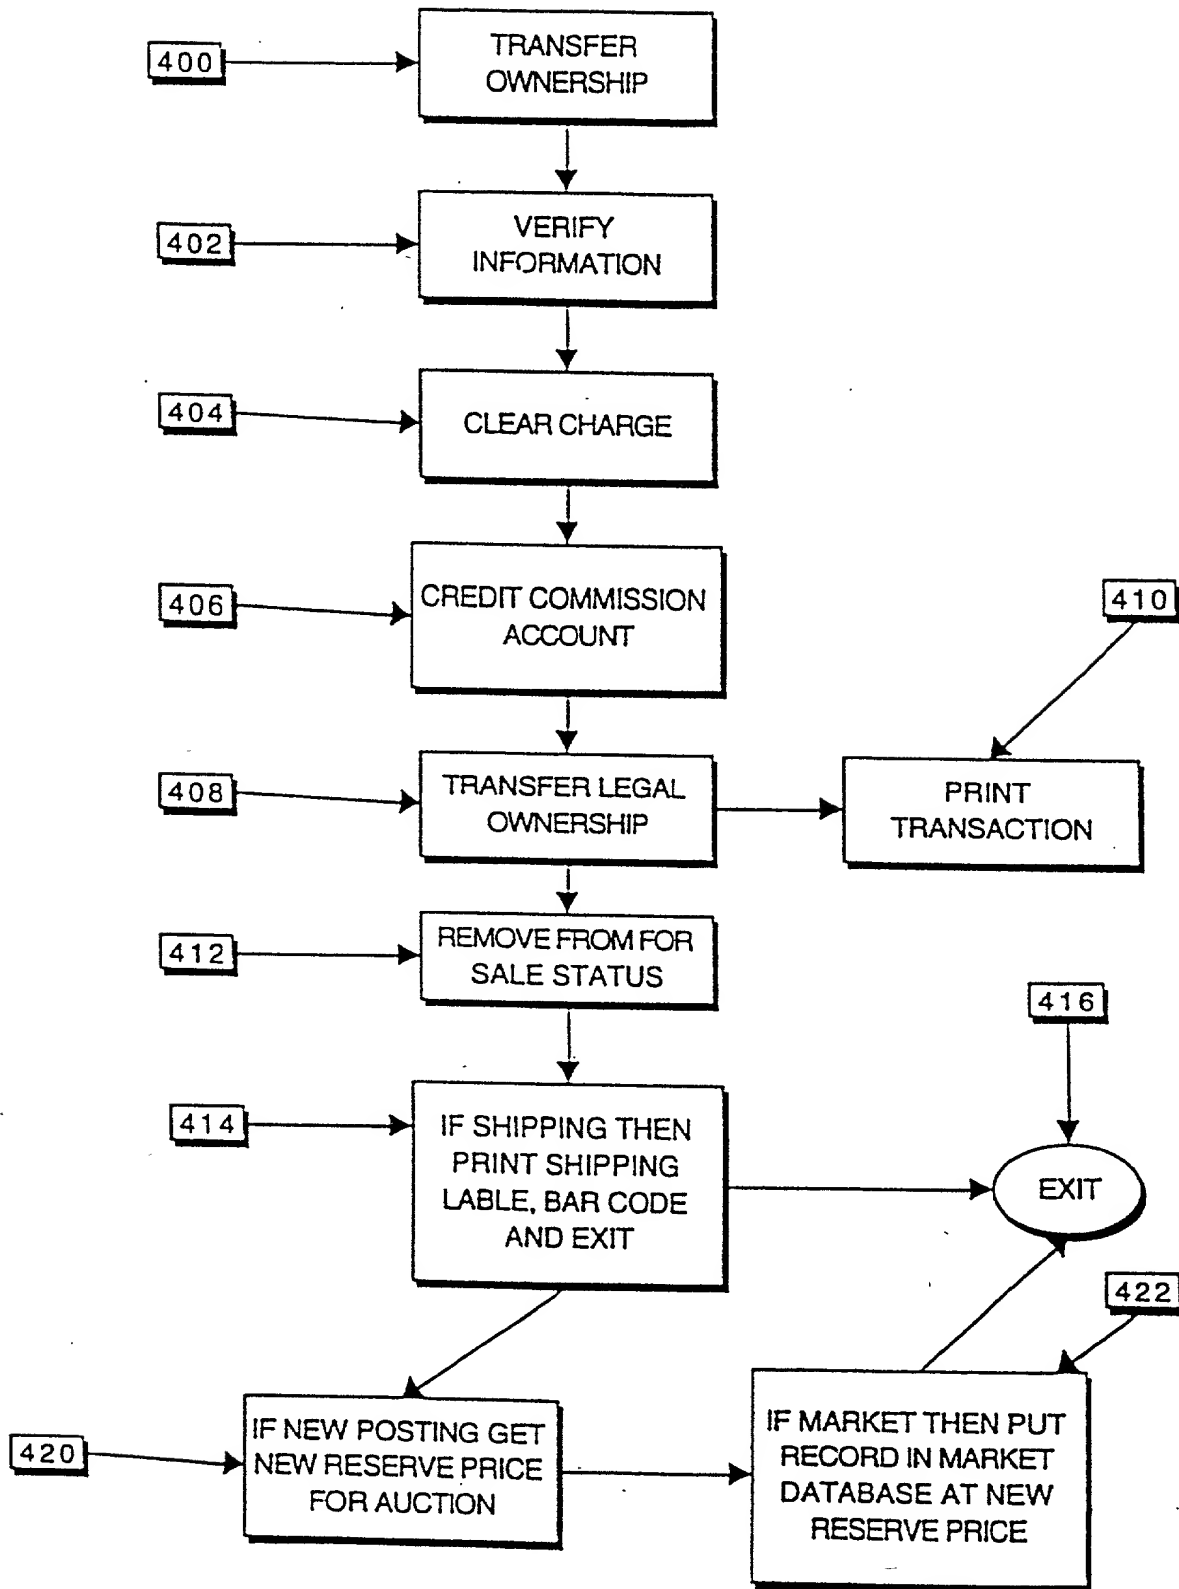 400
TRANSFER
OWNERSHIP
402
VERIFY
INFORMATION
404
CLEAR CHARGE
406
CREDIT COMMISSION
ACCOUNT
408
TRANSFER LEGAL
OWNERSHIP
410
PRINT
TRANSACTION
412
REMOVE FROM FOR
SALE STATUS
414
IF SHIPPING THEN
PRINT SHIPPING
LABLE, BAR CODE
AND EXIT
416
EXIT
420
IF NEW POSTING GET
NEW RESERVE PRICE
FOR AUCTION
422
IF MARKET THEN PUT
RECORD IN MARKET
DATABASE AT NEW
RESERVE PRICE